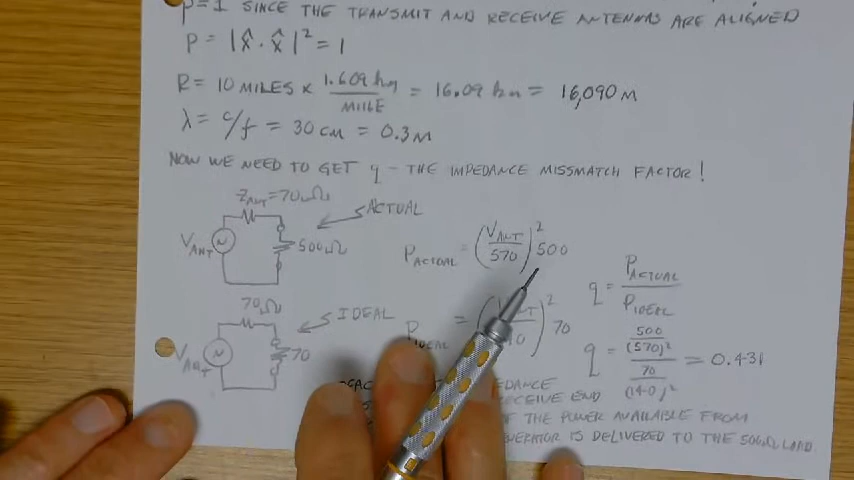 P=1 SINCE THE TRANSMIT AND RECEIVE ANTENNAS ARE ALIGNED
P = |x̂ · x̂|² = 1
R = 10 MILES x 1.609 km / MIILE = 16.09 km = 16,090 M
λ = c/f = 30 cm = 0.3 M
NOW WE NEED TO GET q - THE IMPEDANCE MISSMATCH FACTOR!
Z_ANT = 70Ω
ACTUAL
V_ANT
500Ω
P_ACTUAL = (V_ANT / 570)² 500
q = P_ACTUAL / P_IDEAL
70Ω
IDEAL
V_ANT
70
P_IDEAL = ( )² 70
q = 500/(570)² / 70/(140)² = 0.431
RECEIVE END
OF THE POWER AVAILABLE FROM
IS DELIVERED TO THE 500Ω LOAD